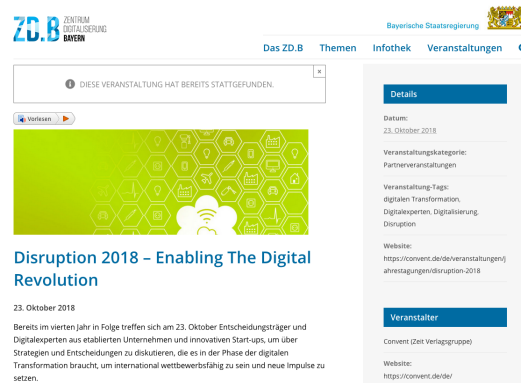 ZD.B
ZENTRUM
DIGITALISIERUNG
BAYERN
Bayerische Staatsregierung
Das ZD.B Themen Infothek Veranstaltungen
x
DIESE VERANSTALTUNG HAT BEREITS STATTGEFUNDEN.
Vorlesen
Disruption 2018 – Enabling The Digital
Revolution
23. Oktober 2018
Bereits im vierten Jahr in Folge treffen sich am 23. Oktober Entscheidungsträger und
Digitalexperten aus etablierten Unternehmen und innovativen Start-ups, um über
Strategien und Entscheidungen zu diskutieren, die es in der Phase der digitalen
Transformation braucht, um international wettbewerbsfähig zu sein und neue Impulse zu
setzen.
Details
Datum:
23. Oktober 2018
Veranstaltungskategorie:
Partnerveranstaltungen
Veranstaltung-Tags:
digitalen Transformation,
Digitalexperten, Digitalisierung,
Disruption
Website:
https://convent.de/de/veranstaltungen/j
ahrestagungen/disruption-2018
Veranstalter
Convent (Zeit Verlagsgruppe)
Website:
https://convent.de/de/